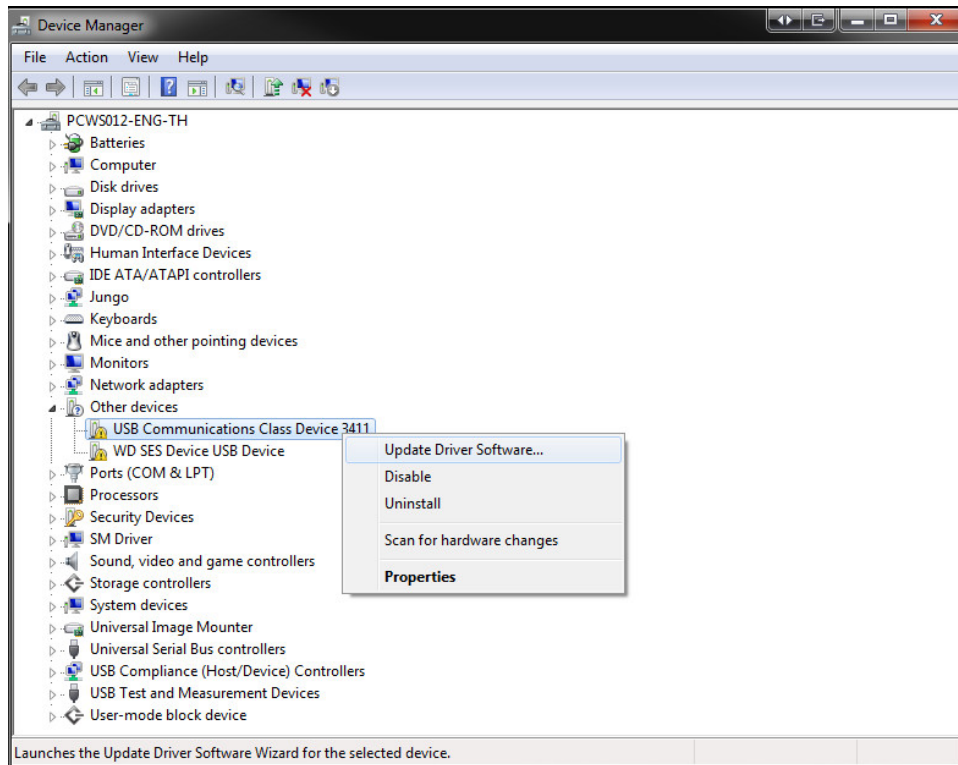 Device Manager
File Action View Help
PCWS012-ENG-TH
Batteries
Computer
Disk drives
Display adapters
DVD/CD-ROM drives
Human Interface Devices
IDE ATA/ATAPI controllers
Jungo
Keyboards
Mice and other pointing devices
Monitors
Network adapters
Other devices
USB Communications Class Device 3411
WD SES Device USB Device
Ports (COM & LPT)
Processors
Security Devices
SM Driver
Sound, video and game controllers
Storage controllers
System devices
Universal Image Mounter
Universal Serial Bus controllers
USB Compliance (Host/Device) Controllers
USB Test and Measurement Devices
User-mode block device
Update Driver Software...
Disable
Uninstall
Scan for hardware changes
Properties
Launches the Update Driver Software Wizard for the selected device.